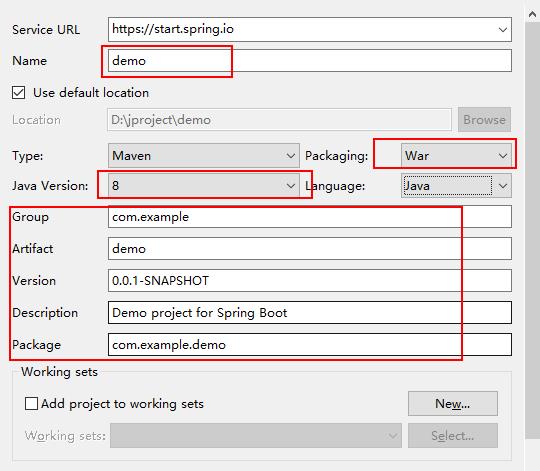 Service URL https://start.spring.io
Name demo
Use default location
Location D:\jproject\demo Browse
Type: Maven Packaging: War
Java Version: 8 Language: Java
Group com.example
Artifact demo
Version 0.0.1-SNAPSHOT
Description Demo project for Spring Boot
Package com.example.demo
Working sets
Add project to working sets New...
Working sets: Select...